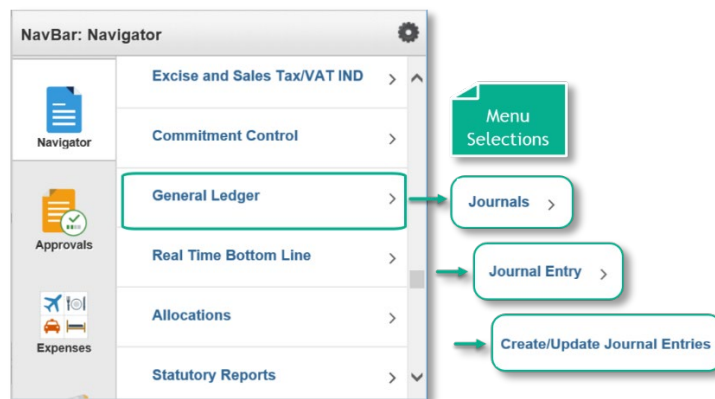 NavBar: Navigator
Navigator
Approvals
Expenses
Excise and Sales Tax/VAT IND
Commitment Control
General Ledger
Real Time Bottom Line
Allocations
Statutory Reports
Menu
Selections
Journals
Journal Entry
Create/Update Journal Entries